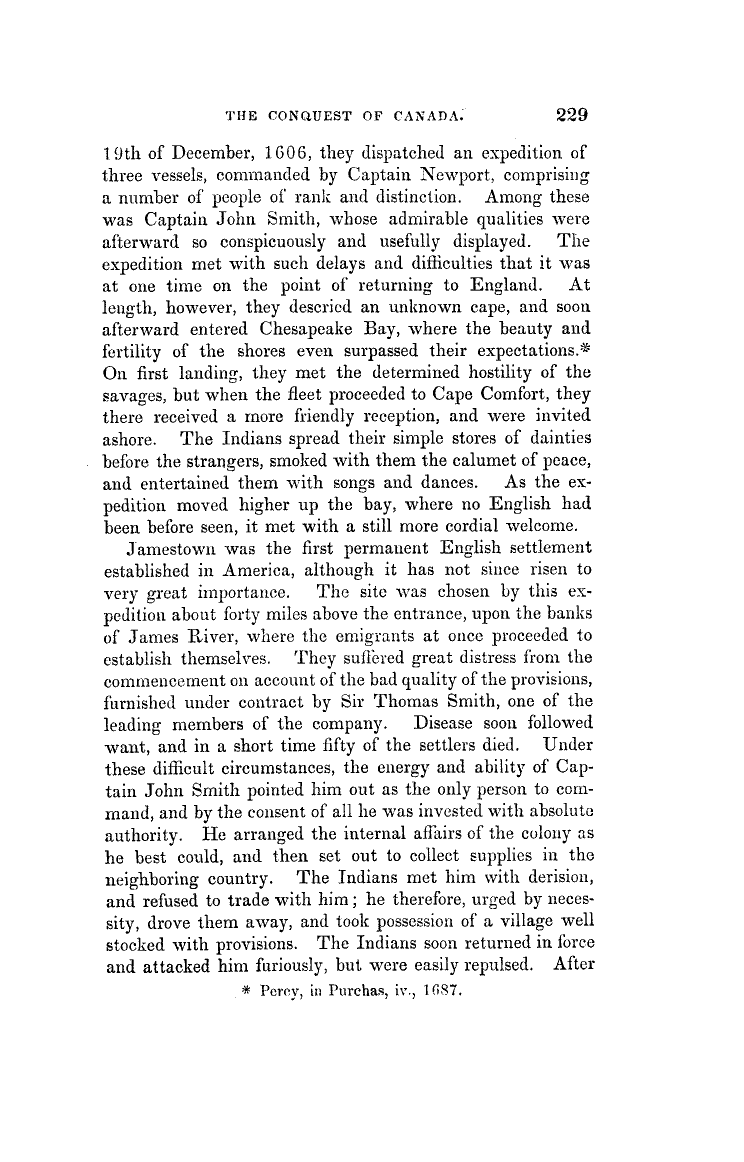 THE CONQUEST OF CANADA. 229
19th of December, 1606, they dispatched an expedition of
three vessels, commanded by Captain Newport, comprising
a number of people of rank and distinction. Among these
was Captain John Smith, whose admirable qualities were
afterward so conspicuously and usefully displayed. The
expedition met with such delays and difficulties that it was
at one time on the point of returning to England. At
length, however, they descried an unknown cape, and soon
afterward entered Chesapeake Bay, where the beauty and
fertility of the shores even surpassed their expectations.*
On first landing, they met the determined hostility of the
savages, but when the fleet proceeded to Cape Comfort, they
there received a more friendly reception, and were invited
ashore. The Indians spread their simple stores of dainties
before the strangers, smoked with them the calumet of peace,
and entertained them with songs and dances. As the ex-
pedition moved higher up the bay, where no English had
been before seen, it met with a still more cordial welcome.
Jamestown was the first permanent English settlement
established in America, although it has not since risen to
very great importance. The site was chosen by this ex-
pedition about forty miles above the entrance, upon the banks
of James River, where the emigrants at once proceeded to
establish themselves. They suffered great distress from the
commencement on account of the bad quality of the provisions,
furnished under contract by Sir Thomas Smith, one of the
leading members of the company. Disease soon followed
want, and in a short time fifty of the settlers died. Under
these difficult circumstances, the energy and ability of Cap-
tain John Smith pointed him out as the only person to com-
mand, and by the consent of all he was invested with absolute
authority. He arranged the internal affairs of the colony as
he best could, and then set out to collect supplies in the
neighboring country. The Indians met him with derision,
and refused to trade with him; he therefore, urged by neces-
sity, drove them away, and took possession of a village well
stocked with provisions. The Indians soon returned in force
and attacked him furiously, but were easily repulsed. After
* Percy, in Purchas, iv., 1687.